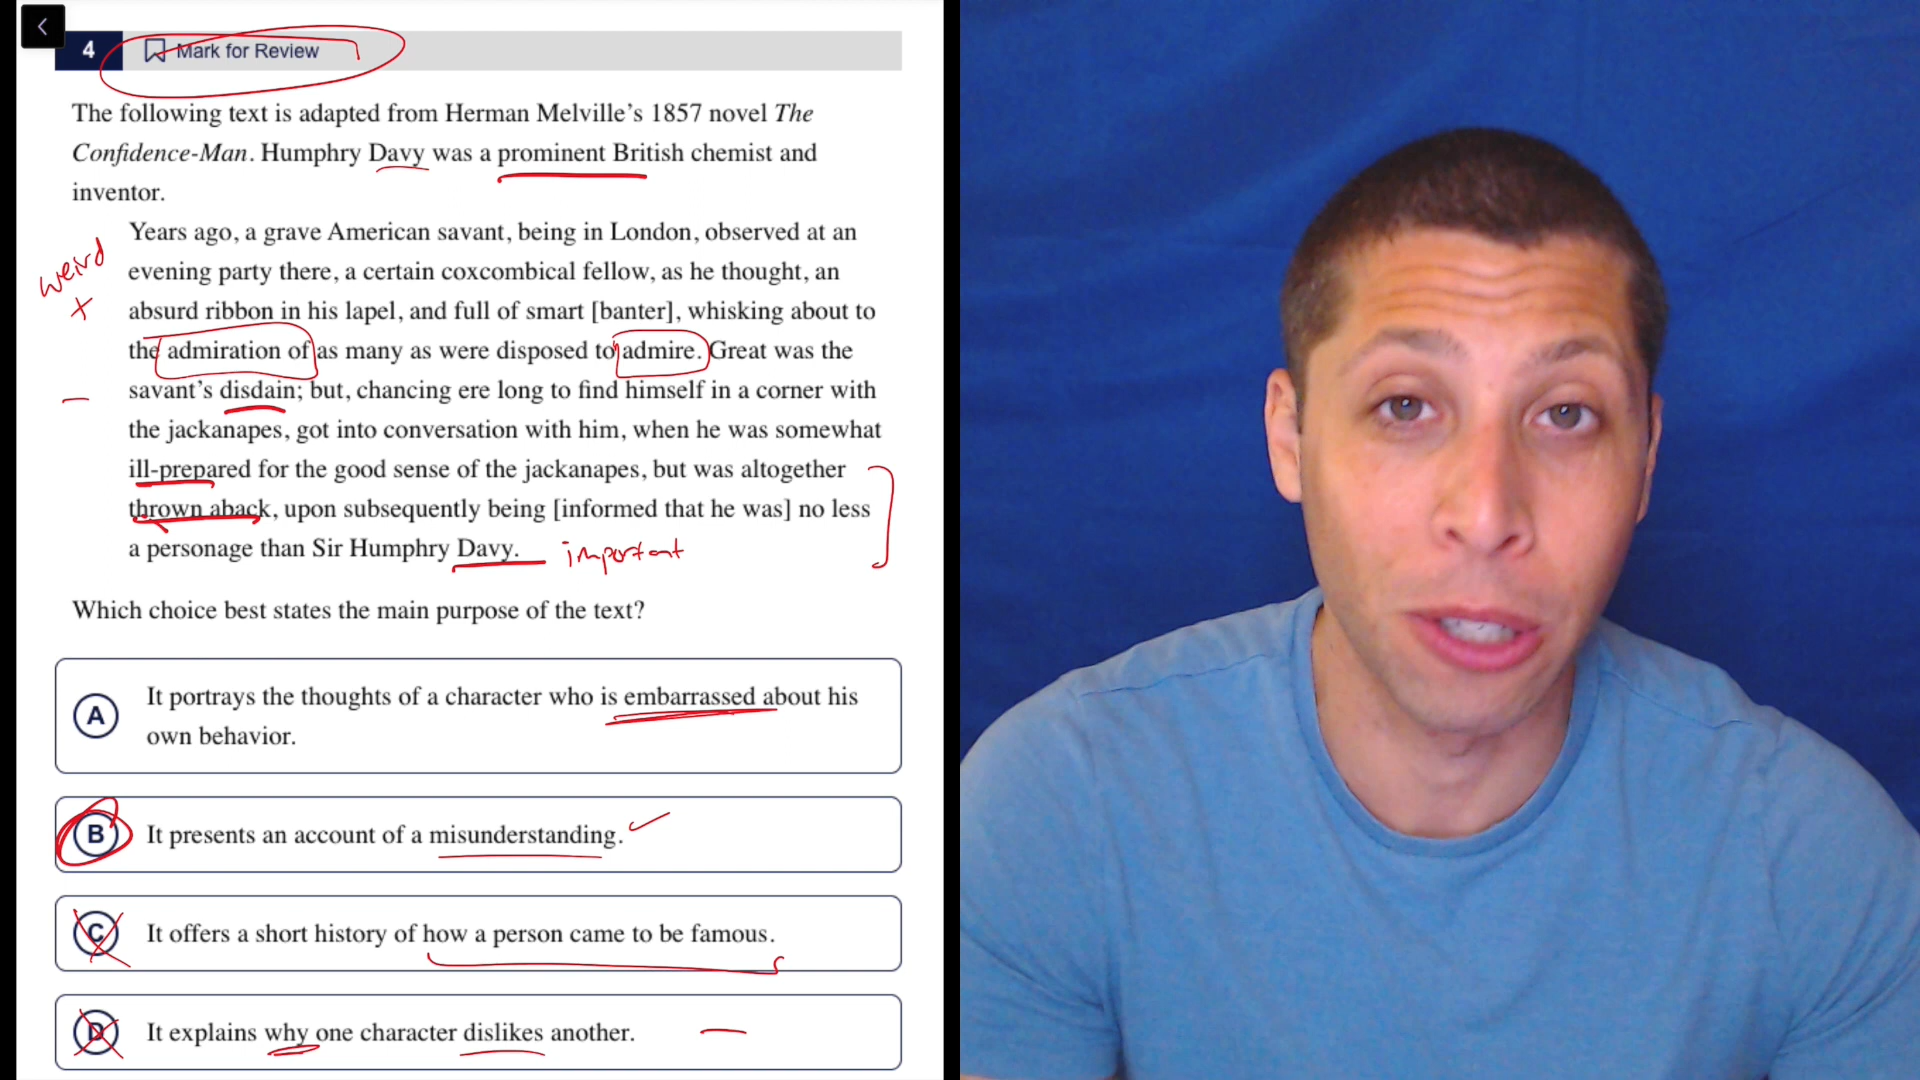 4 Mark for Review
The following text is adapted from Herman Melville’s 1857 novel The
Confidence-Man. Humphry Davy was a prominent British chemist and
inventor.
Years ago, a grave American savant, being in London, observed at an
weird
evening party there, a certain coxcombical fellow, as he thought, an
+ absurd ribbon in his lapel, and full of smart [banter], whisking about to
the admiration of as many as were disposed to admire. Great was the
– savant’s disdain; but, chancing ere long to find himself in a corner with
the jackanapes, got into conversation with him, when he was somewhat
ill-prepared for the good sense of the jackanapes, but was altogether
thrown aback, upon subsequently being [informed that he was] no less
a personage than Sir Humphry Davy. important
Which choice best states the main purpose of the text?
A It portrays the thoughts of a character who is embarrassed about his
own behavior.
B It presents an account of a misunderstanding. ✓
C It offers a short history of how a person came to be famous.
D It explains why one character dislikes another. –